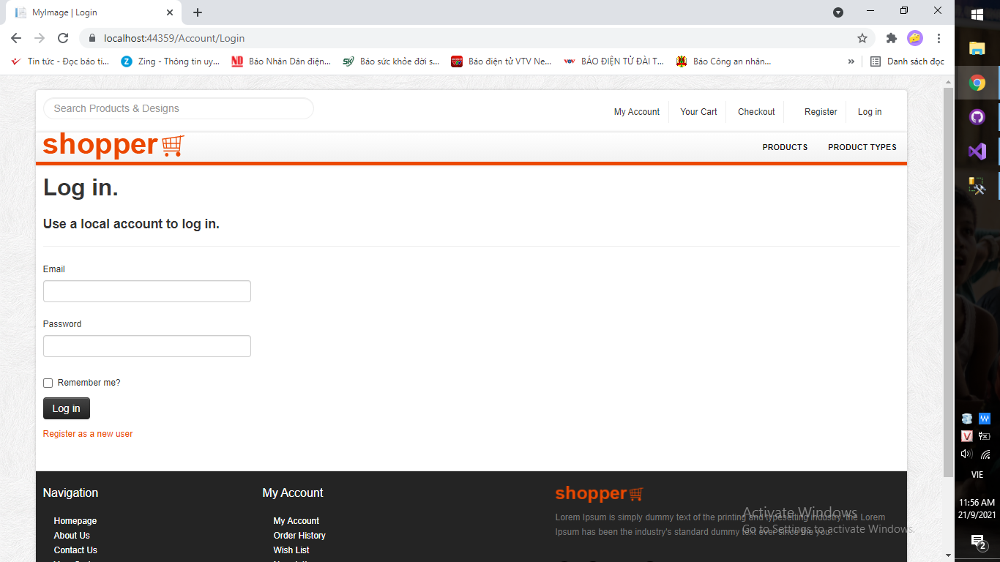 MyImage | Login
localhost:44359/Account/Login
Tin tức - Đọc báo ti...
Zing - Thông tin uy...
Báo Nhân Dân điện...
Báo sức khỏe đời s...
Báo điện tử VTV Ne...
BÁO ĐIỆN TỬ ĐÀI T...
Báo Công an nhân...
»
Danh sách đọc
Search Products & Designs
My Account
Your Cart
Checkout
Register
Log in
shopper
PRODUCTS
PRODUCT TYPES
Log in.
Use a local account to log in.
Email
Password
Remember me?
Log in
Register as a new user
Navigation
Homepage
About Us
Contact Us
My Account
My Account
Order History
Wish List
shopper
Lorem Ipsum is simply dummy text of the printing and typesetting industry. the Lorem
Ipsum has been the industry's standard dummy text ever since the you.
Activate Windows
Go to Settings to activate Windows.
VIE
11:56 AM
21/9/2021
2